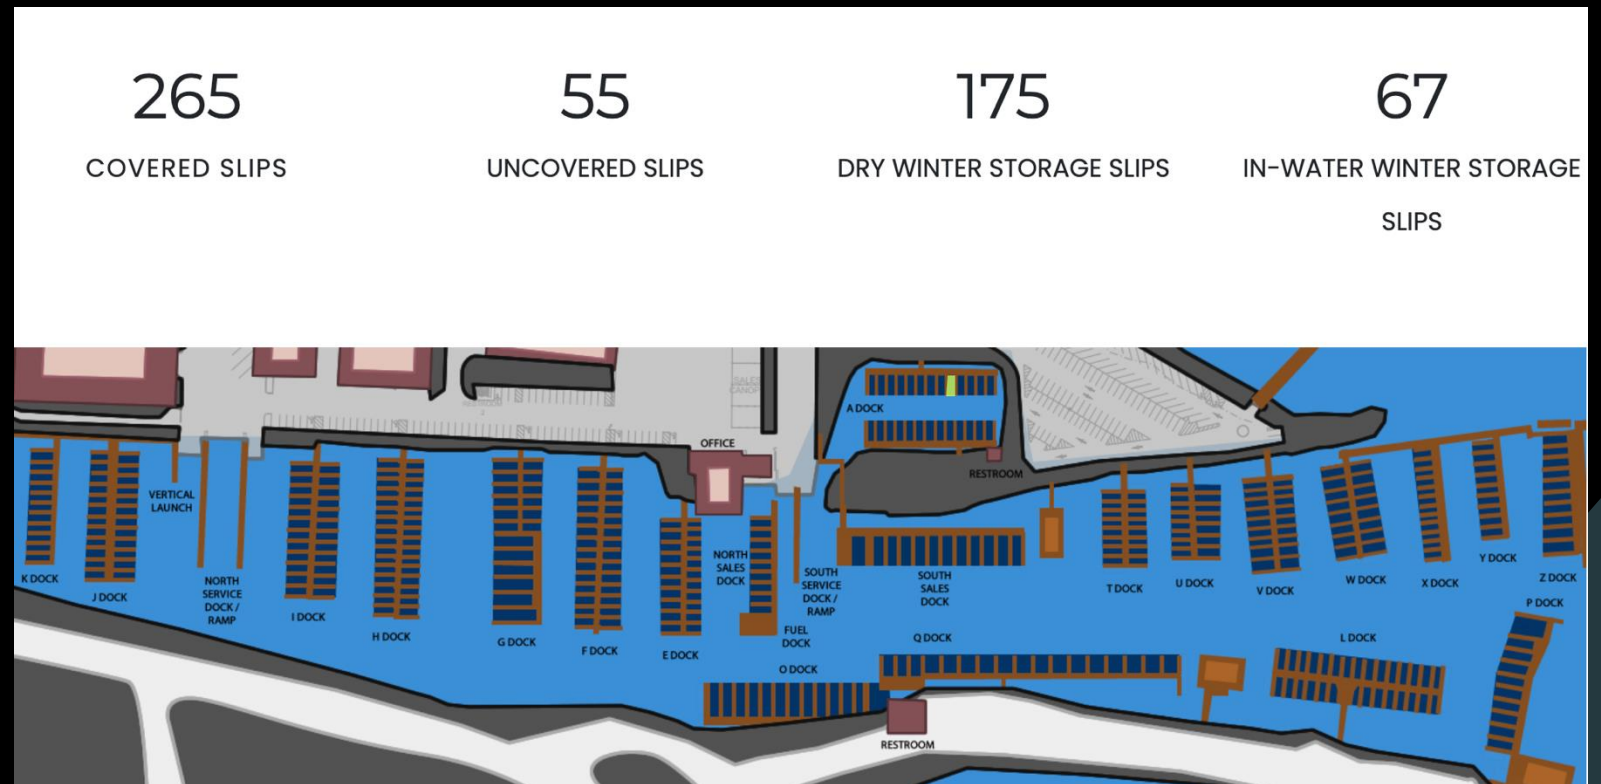 265
COVERED SLIPS
55
UNCOVERED SLIPS
175
DRY WINTER STORAGE SLIPS
67
IN-WATER WINTER STORAGE
SLIPS
A DOCK
OFFICE
RESTROOM
VERTICAL
LAUNCH
K DOCK
J DOCK
NORTH
SERVICE
DOCK /
RAMP
I DOCK
H DOCK
G DOCK
F DOCK
E DOCK
NORTH
SALES
DOCK
SOUTH
SERVICE
DOCK /
RAMP
FUEL
DOCK
SOUTH
SALES
DOCK
T DOCK
U DOCK
V DOCK
W DOCK
X DOCK
Y DOCK
Z DOCK
P DOCK
O DOCK
Q DOCK
L DOCK
RESTROOM